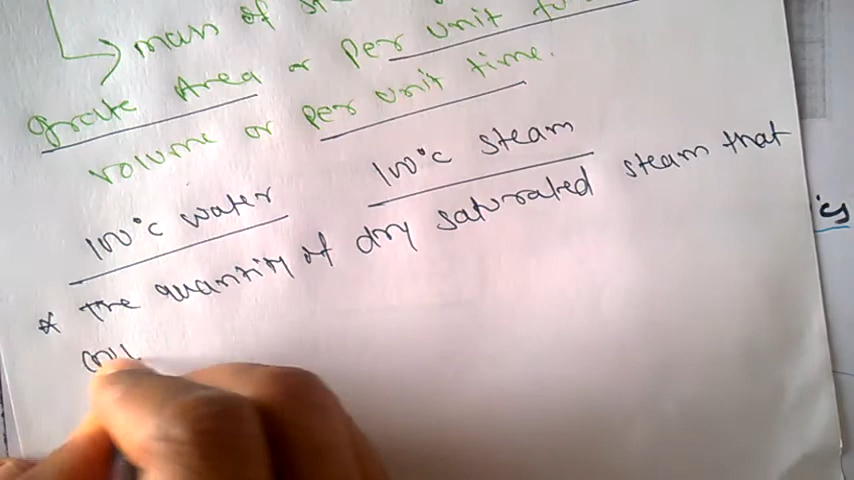 mass of
grate Area or per unit
volume or per unit time.
100°C water 100°C steam
* The quantity of dry saturated steam that
is